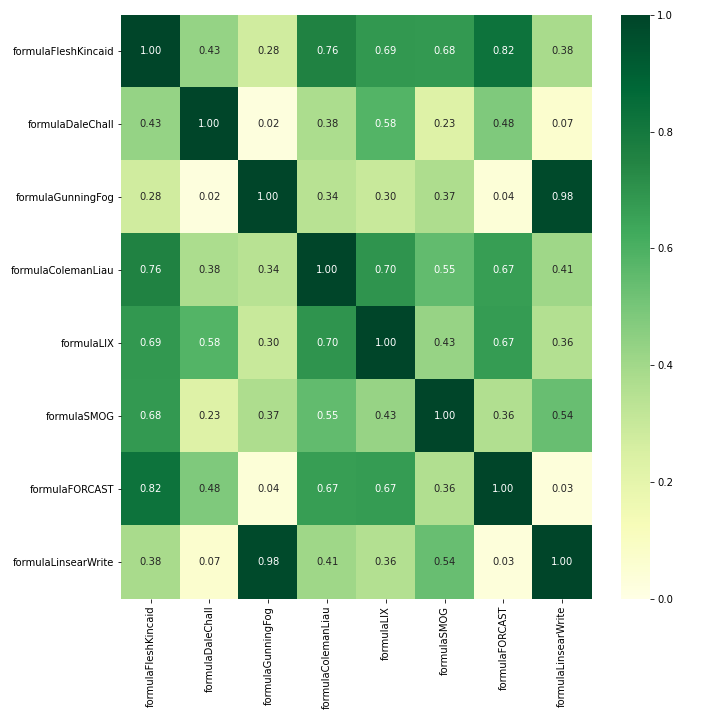 formulaFleshKincaid 1.00 0.43 0.28 0.76 0.69 0.68 0.82 0.38
formulaDaleChall 0.43 1.00 0.02 0.38 0.58 0.23 0.48 0.07
formulaGunningFog 0.28 0.02 1.00 0.34 0.30 0.37 0.04 0.98
formulaColemanLiau 0.76 0.38 0.34 1.00 0.70 0.55 0.67 0.41
formulaLIX 0.69 0.58 0.30 0.70 1.00 0.43 0.67 0.36
formulaSMOG 0.68 0.23 0.37 0.55 0.43 1.00 0.36 0.54
formulaFORCAST 0.82 0.48 0.04 0.67 0.67 0.36 1.00 0.03
formulaLinsearWrite 0.38 0.07 0.98 0.41 0.36 0.54 0.03 1.00
formulaFleshKincaid
formulaDaleChall
formulaGunningFog
formulaColemanLiau
formulaLIX
formulaSMOG
formulaFORCAST
formulaLinsearWrite
1.0
0.8
0.6
0.4
0.2
0.0